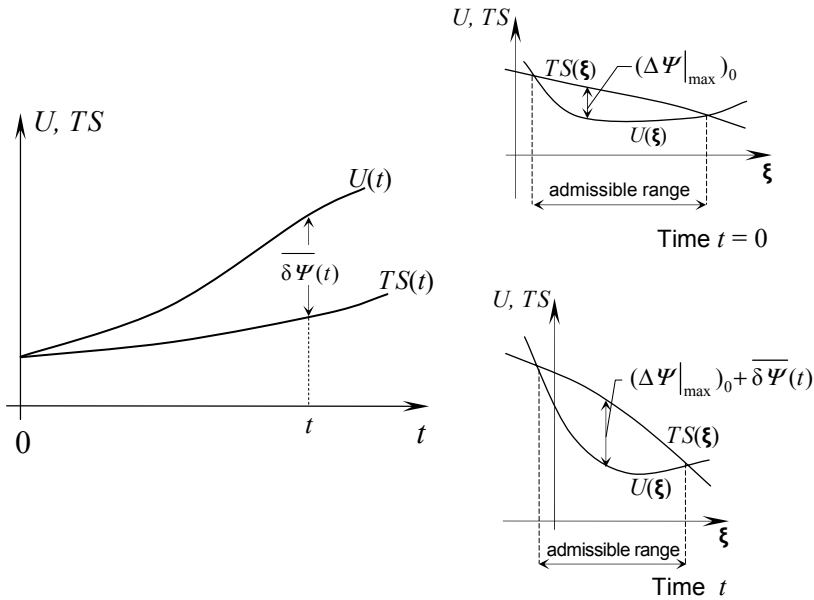 U, TS
U(t)
δΨ̅(t)
TS(t)
0
t
t
U, TS
TS(ξ)
(ΔΨ|max)0
U(ξ)
ξ
admissible range
Time t = 0
U, TS
(ΔΨ|max)0 + δΨ̅(t)
TS(ξ)
U(ξ)
ξ
admissible range
Time t